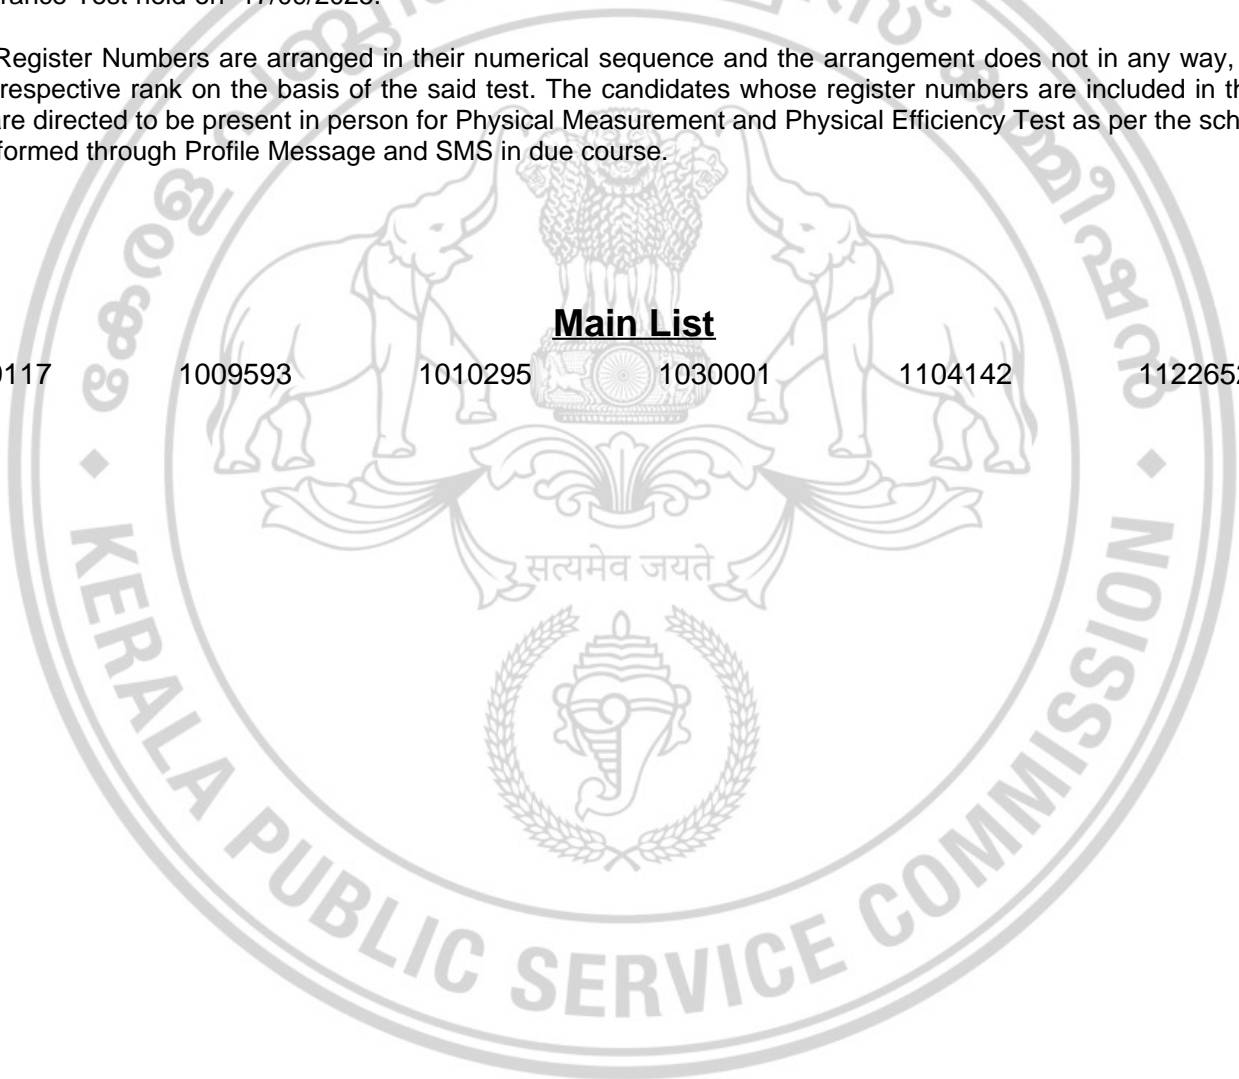 Register Numbers are arranged in their numerical sequence and the arrangement does not in any way,
respective rank on the basis of the said test. The candidates whose register numbers are included in
are directed to be present in person for Physical Measurement and Physical Efficiency Test as per the
through Profile Message and SMS in due course.
Main List
1009593 1010295 1030001 1104142
കേരള
കമ്മീഷൻ
सत्यमेव जयते
KERALA PUBLIC SERVICE COMMISSION